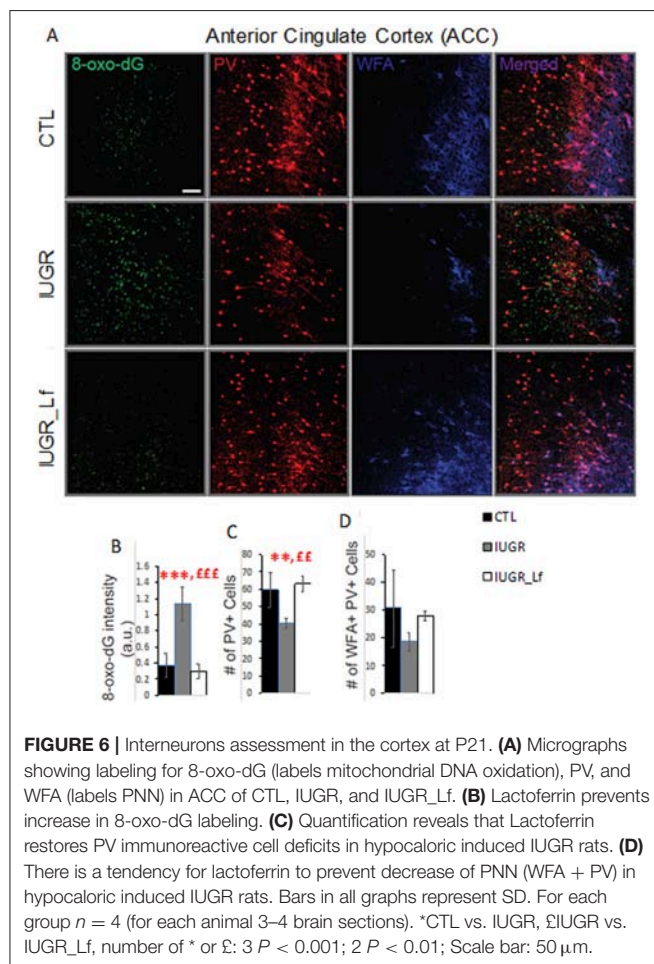 A
Anterior Cingulate Cortex (ACC)
8-oxo-dG
PV
WFA
Merged
CTL
IUGR
IUGR_Lf
B
8-oxo-dG intensity
(a.u.)
***,£££
1.6
1.4
1.2
1
0.8
0.6
0.4
0.2
0
C
# of PV+ Cells
**,££
80
70
60
50
40
30
20
10
0
D
# of WFA+ PV+ Cells
50
40
30
20
10
0
CTL
IUGR
IUGR_Lf
FIGURE 6 | Interneurons assessment in the cortex at P21. (A) Micrographs
showing labeling for 8-oxo-dG (labels mitochondrial DNA oxidation), PV, and
WFA (labels PNN) in ACC of CTL, IUGR, and IUGR_Lf. (B) Lactoferrin prevents
increase in 8-oxo-dG labeling. (C) Quantification reveals that Lactoferrin
restores PV immunoreactive cell deficits in hypocaloric induced IUGR rats. (D)
There is a tendency for lactoferrin to prevent decrease of PNN (WFA + PV) in
hypocaloric induced IUGR rats. Bars in all graphs represent SD. For each
group n = 4 (for each animal 3–4 brain sections). *CTL vs. IUGR, £IUGR vs.
IUGR_Lf, number of * or £: 3 P < 0.001; 2 P < 0.01; Scale bar: 50 μm.